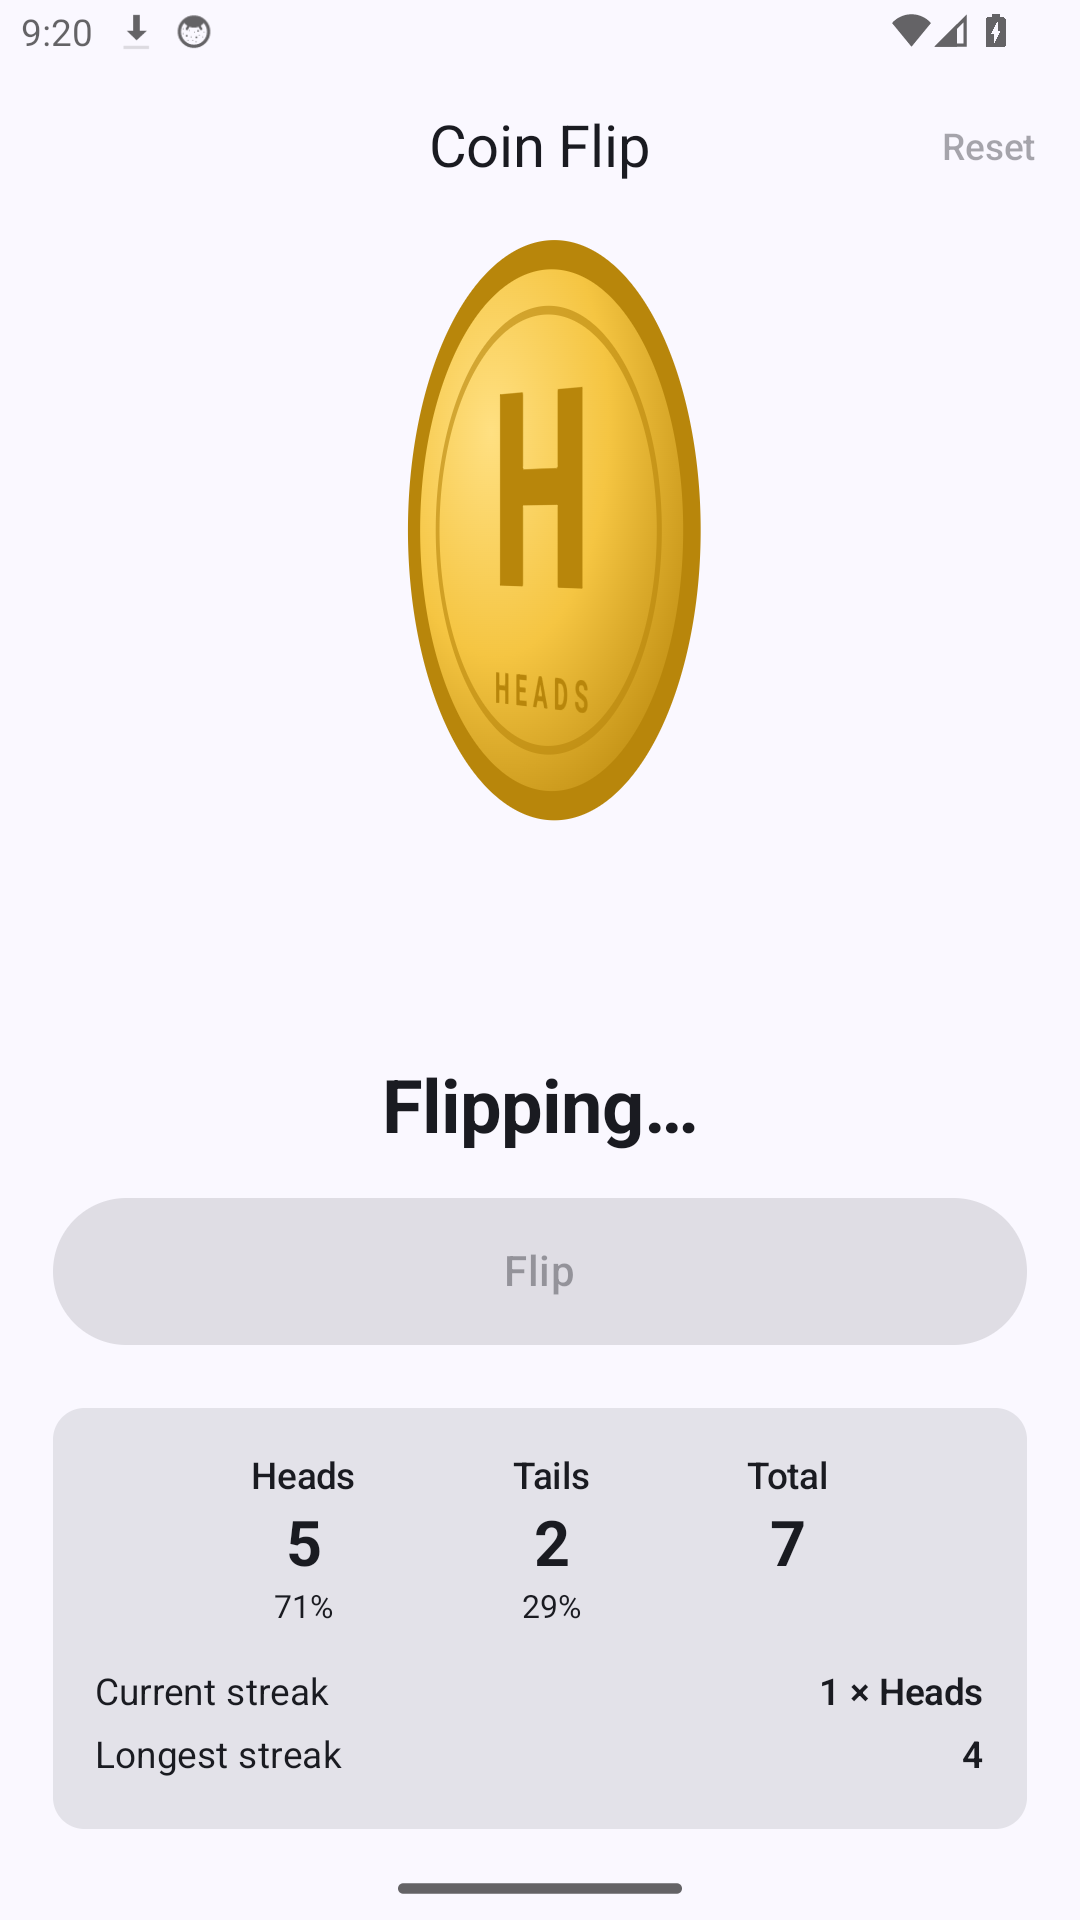 9:20
Coin Flip
Reset
H
HEADS
Flipping…
Flip
Heads Tails Total
5 2 7
71% 29%
Current streak 1 × Heads
Longest streak 4